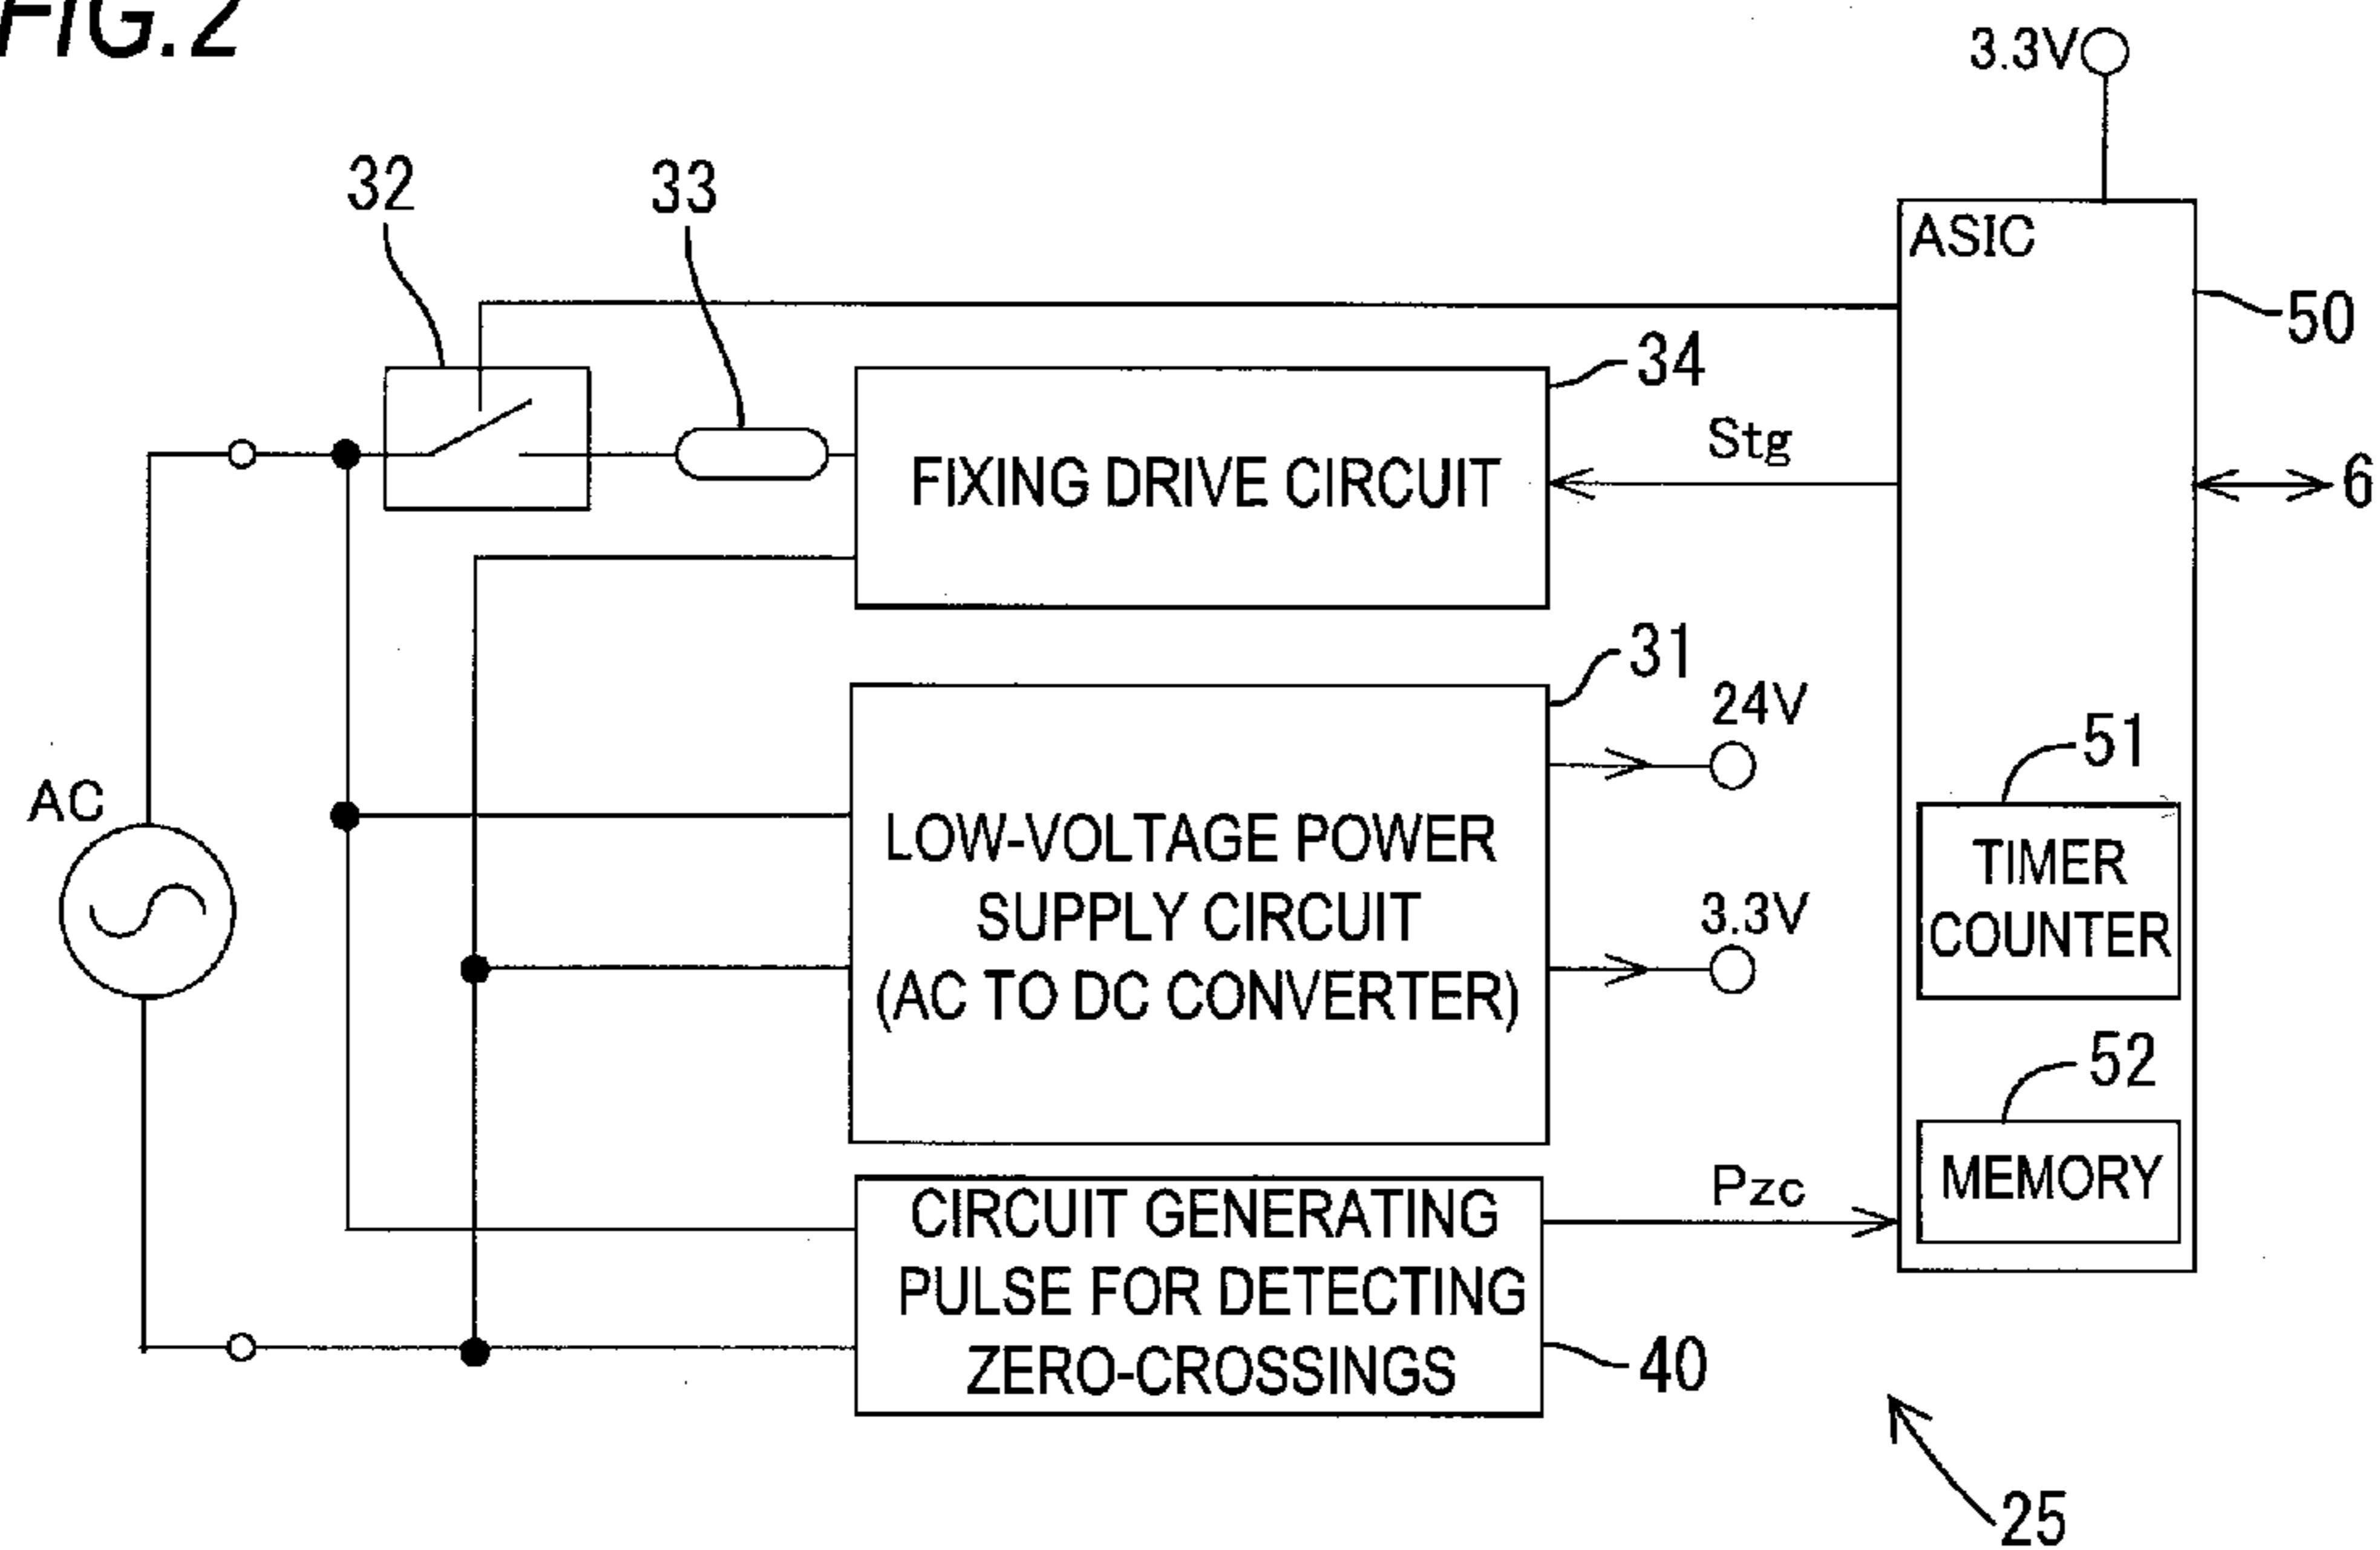 FIG.2
3.3V
32
33
ASIC
50
34
Stg
FIXING DRIVE CIRCUIT
6
31
24V
51
AC
LOW-VOLTAGE POWER
SUPPLY CIRCUIT
(AC TO DC CONVERTER)
3.3V
TIMER
COUNTER
52
MEMORY
Pzc
CIRCUIT GENERATING
PULSE FOR DETECTING
ZERO-CROSSINGS
40
25